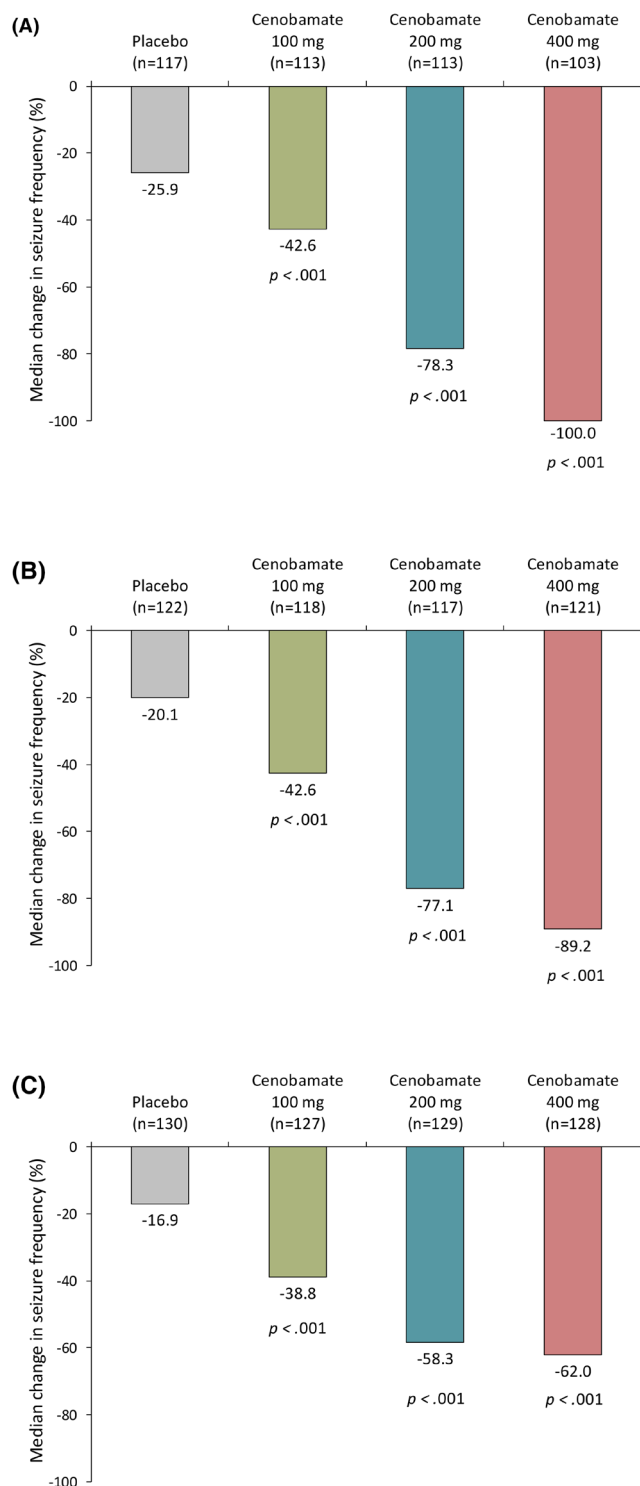 (A)
Placebo
(n=117)
Cenobamate
100 mg
(n=113)
Cenobamate
200 mg
(n=113)
Cenobamate
400 mg
(n=103)
Median change in seizure frequency (%)
0
-20
-40
-60
-80
-100
-25.9
-42.6
p < .001
-78.3
p < .001
-100.0
p < .001
(B)
Placebo
(n=122)
Cenobamate
100 mg
(n=118)
Cenobamate
200 mg
(n=117)
Cenobamate
400 mg
(n=121)
Median change in seizure frequency (%)
0
-20
-40
-60
-80
-100
-20.1
-42.6
p < .001
-77.1
p < .001
-89.2
p < .001
(C)
Placebo
(n=130)
Cenobamate
100 mg
(n=127)
Cenobamate
200 mg
(n=129)
Cenobamate
400 mg
(n=128)
Median change in seizure frequency (%)
0
-20
-40
-60
-80
-100
-16.9
-38.8
p < .001
-58.3
p < .001
-62.0
p < .001